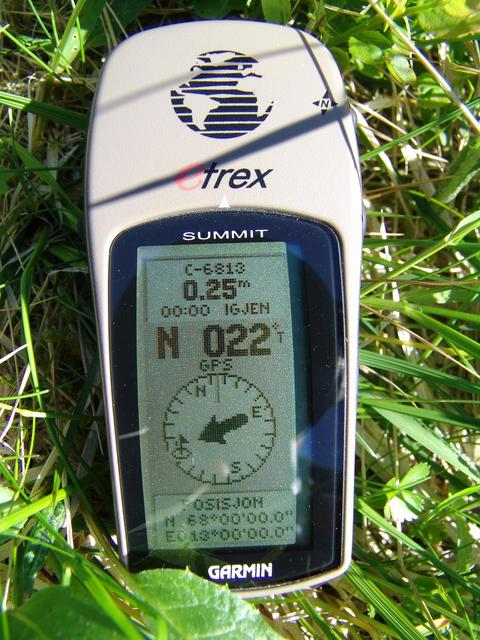 N
etrex
SUMMIT
C-6813
0.25m
00:00 IGJEN
N 022°T
GPS
N
E
S
POSISJON
N 68°00'00.0"
E013°00'00.0"
GARMIN